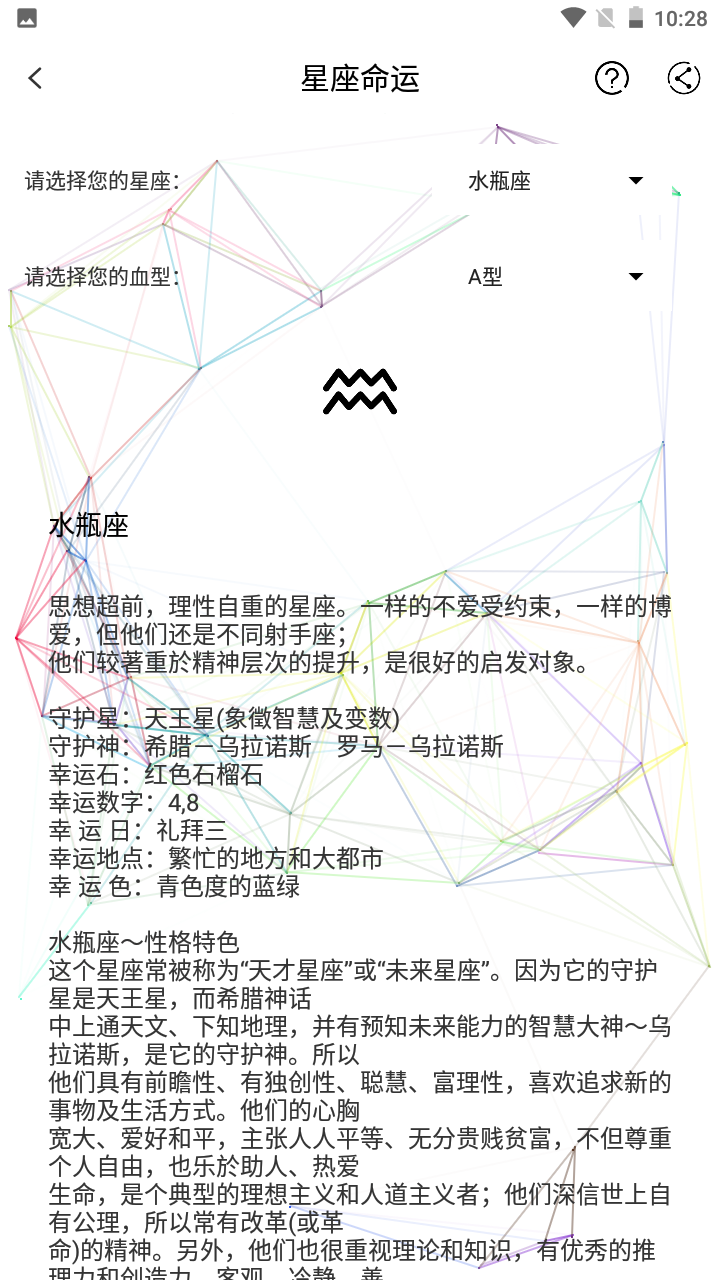 10:28
星座命运
请选择您的星座：
水瓶座
请选择您的血型：
A型
水瓶座
思想超前，理性自重的星座。一样的不爱受约束，一样的博
爱，但他们还是不同射手座；
他们较著重於精神层次的提升，是很好的启发对象。
守护星：天王星(象徵智慧及变数)
守护神：希腊－乌拉诺斯　罗马－乌拉诺斯
幸运石：红色石榴石
幸运数字：4,8
幸 运 日：礼拜三
幸运地点：繁忙的地方和大都市
幸 运 色：青色度的蓝绿
水瓶座～性格特色
这个星座常被称为“天才星座”或“未来星座”。因为它的守护
星是天王星，而希腊神话
中上通天文、下知地理，并有预知未来能力的智慧大神～乌
拉诺斯，是它的守护神。所以
他们具有前瞻性、有独创性、聪慧、富理性，喜欢追求新的
事物及生活方式。他们的心胸
宽大、爱好和平，主张人人平等、无分贵贱贫富，不但尊重
个人自由，也乐於助人、热爱
生命，是个典型的理想主义和人道主义者；他们深信世上自
有公理，所以常有改革(或革
命)的精神。另外，他们也很重视理论和知识，有优秀的推
理力和创造力、客观、冷静、善